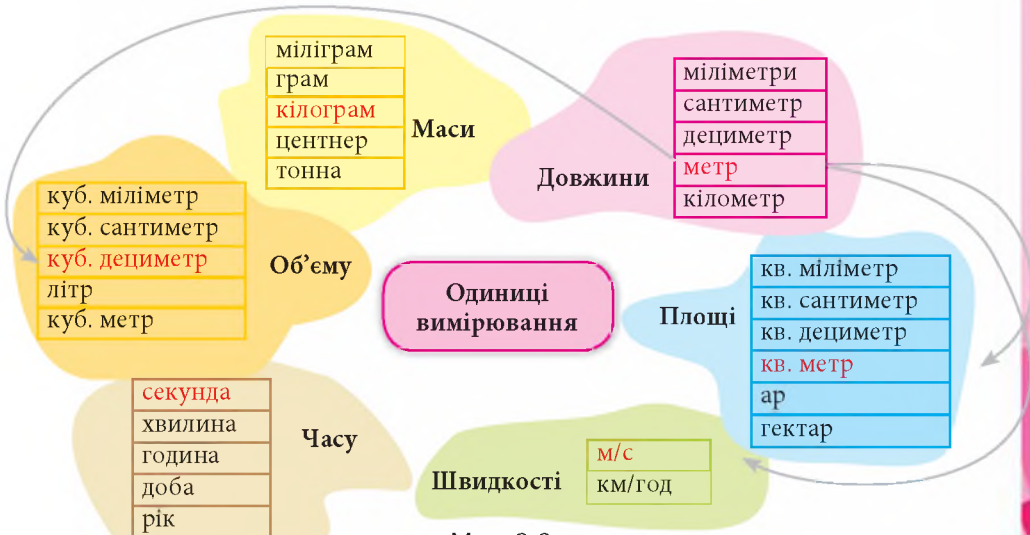 міліграм
грам
кілограм
центнер
тонна
Маси
міліметри
сантиметр
дециметр
метр
кілометр
Довжини
куб. міліметр
куб. сантиметр
куб. дециметр
літр
куб. метр
Об’єму
Одиниці
вимірювання
Площі
кв. міліметр
кв. сантиметр
кв. дециметр
кв. метр
ар
гектар
секунда
хвилина
година
доба
рік
Часу
Швидкості
м/с
км/год